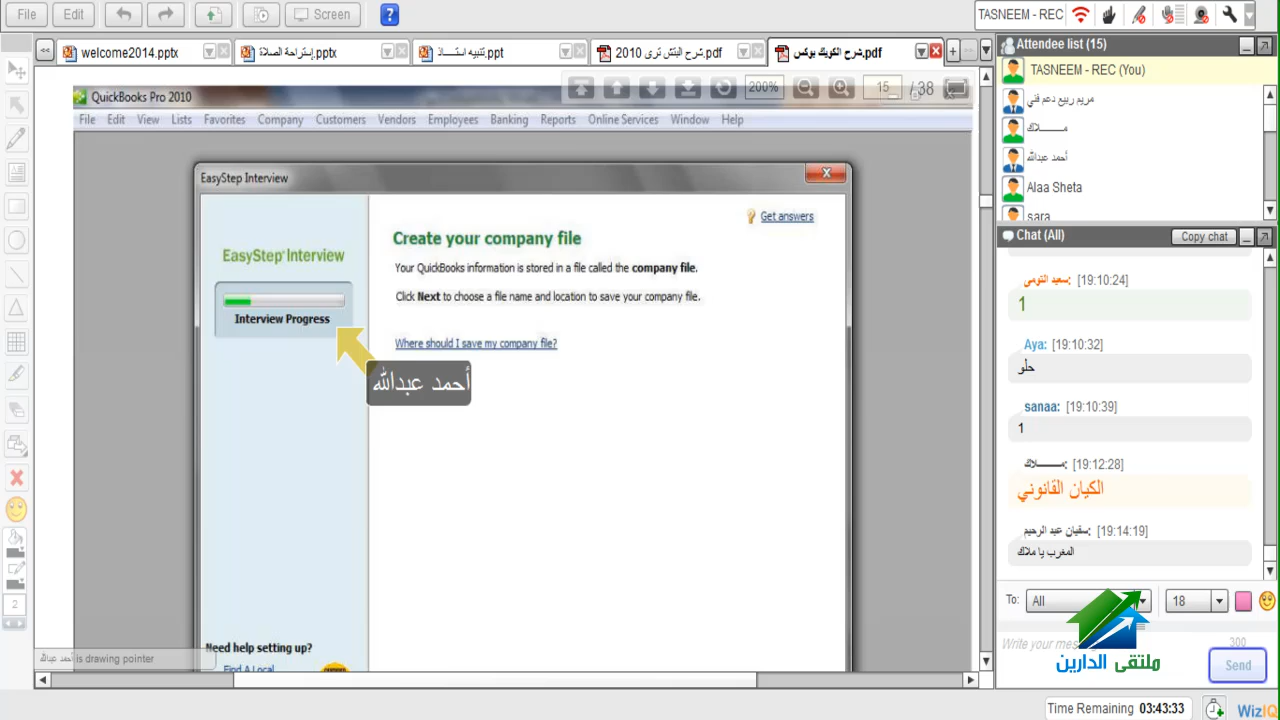 File Edit Screen ? TASNEEM - REC
welcome2014.pptx
إستراحة الصلاة.pptx
شرح البتش ترى 2010.pdf
شرح الكويك بوكس.pdf
QuickBooks Pro 2010
200% 15 / 38
File Edit View Lists Favorites Company Customers Vendors Employees Banking Reports Online Services Window Help
EasyStep Interview
Get answers
EasyStep Interview
Interview Progress
Create your company file
Your QuickBooks information is stored in a file called the company file.
Click Next to choose a file name and location to save your company file.
Where should I save my company file?
أحمد عبدالله
Need help setting up?
Find A Local
أحمد عبدالله is drawing pointer
2
Attendee list (15)
TASNEEM - REC (You)
مريم ربيع دعم فني
مـــــلاك
أحمد عبدالله
Alaa Sheta
sara
Chat (All)
Copy chat
سعيد التومى: [19:10:24]
1
Aya: [19:10:32]
حلو
sanaa: [19:10:39]
1
مـــــلاك: [19:12:28]
الكيان القانوني
سفيان عبد الرحيم: [19:14:19]
المغرب يا ملاك
To: All 18
Write your mess
300
Send
ملتقى الدارين
Time Remaining 03:43:33
WizIQ